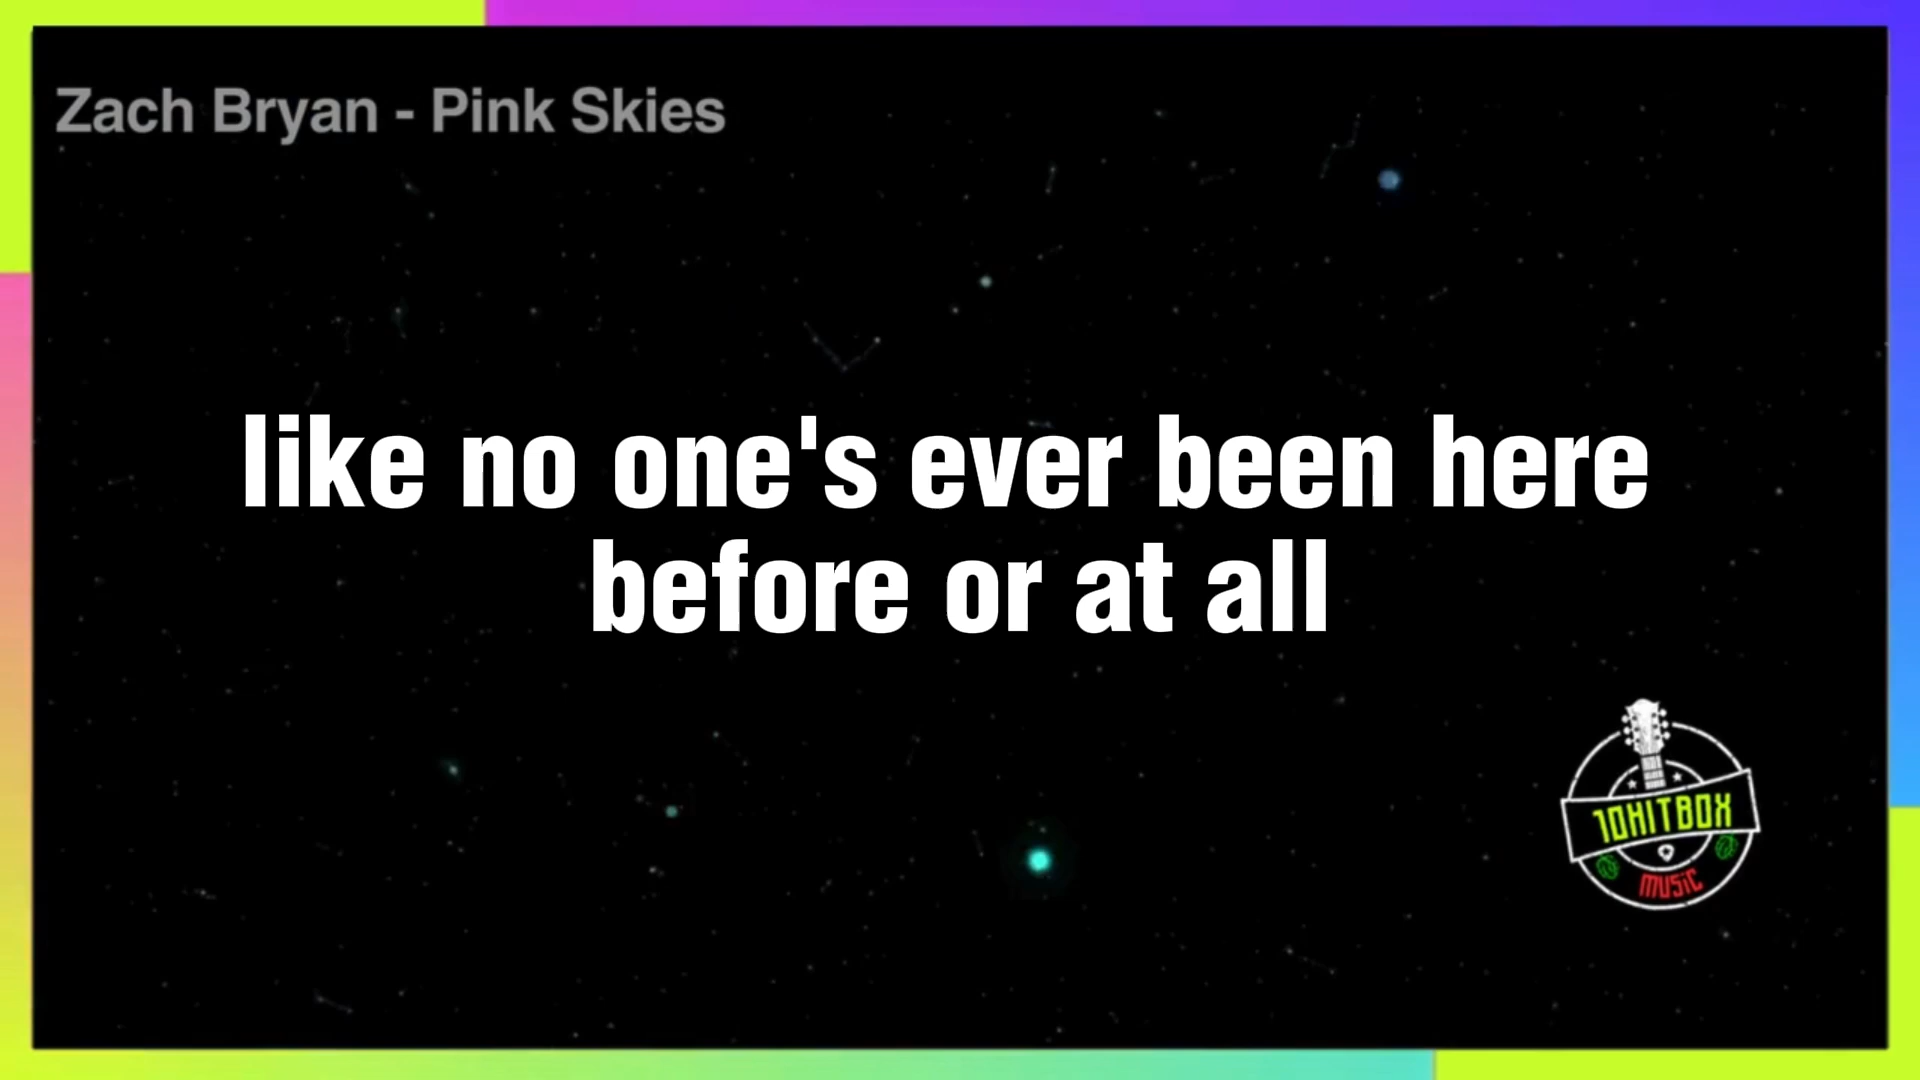 Zach Bryan - Pink Skies
like no one's ever been here
before or at all
10HITBOX
MUSIC